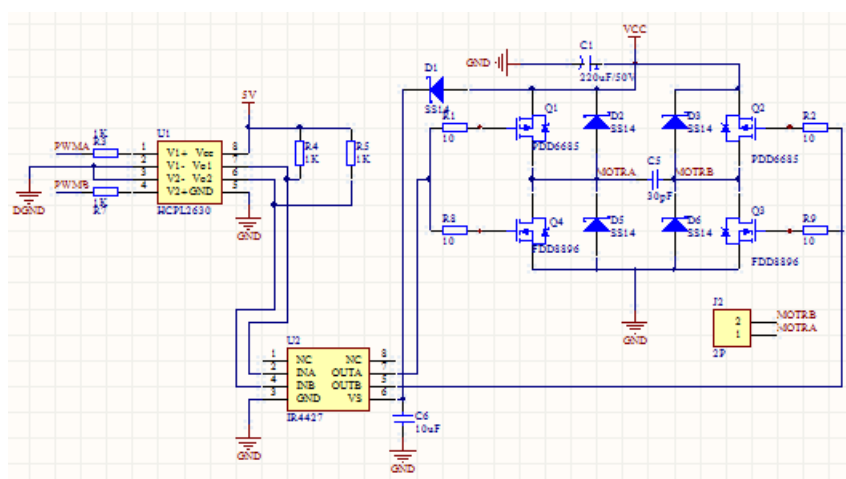 VCC
GND
C1
220uF/50V
D1
SS14
5V
Q1
D2
SS14
D3
SS14
Q2
R1
10
R2
10
PDD6685
PDD6685
U1
1K
R3
PWMA
1 V1+ Vcc 8
2 V1- Vo1 7
3 V2- Vo2 6
4 V2+ GND 5
HCPL2630
PWMB
1K
R7
R4
1K
R5
1K
DGND
GND
MOTRA
C5
30pF
MOTRB
R8
10
Q4
FDD8896
D5
SS14
D6
SS14
Q3
FDD8896
R9
10
GND
J2
2 MOTRB
1 MOTRA
2P
U2
1 NC NC 8
2 INA OUTA 7
4 INB OUTB 5
3 GND VS 6
IR4427
C6
10uF
GND
GND